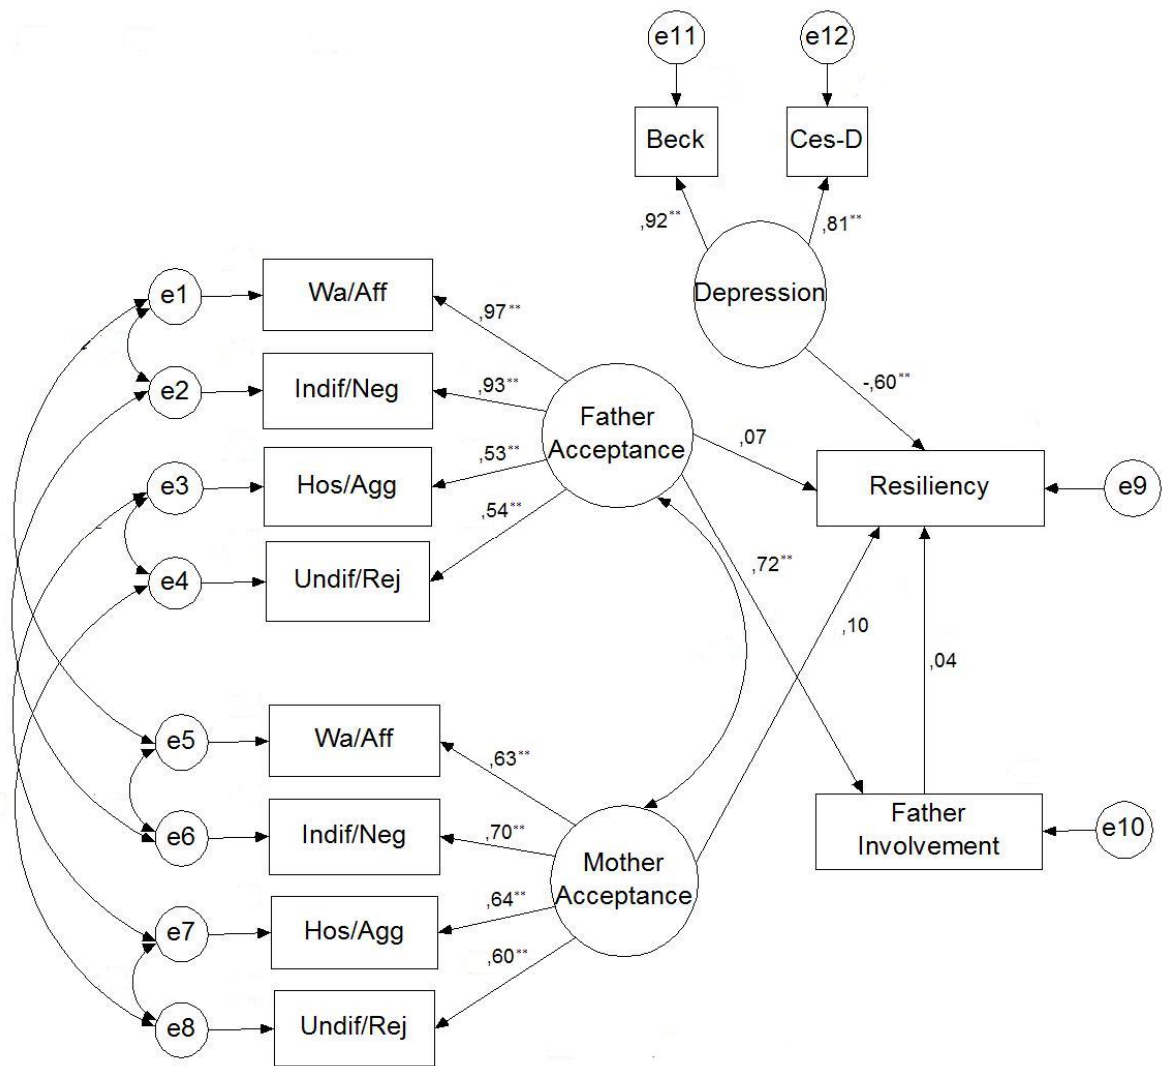 e11
e12
Beck
Ces-D
,92**
,81**
Depression
e1
Wa/Aff
,97**
e2
Indif/Neg
,93**
Father
Acceptance
-,60**
,07
e3
Hos/Agg
,53**
Resiliency
e9
,54**
e4
Undif/Rej
,72**
,10
,04
e5
Wa/Aff
,63**
e6
Indif/Neg
,70**
Father
Involvement
e10
Mother
Acceptance
e7
Hos/Agg
,64**
,60**
e8
Undif/Rej